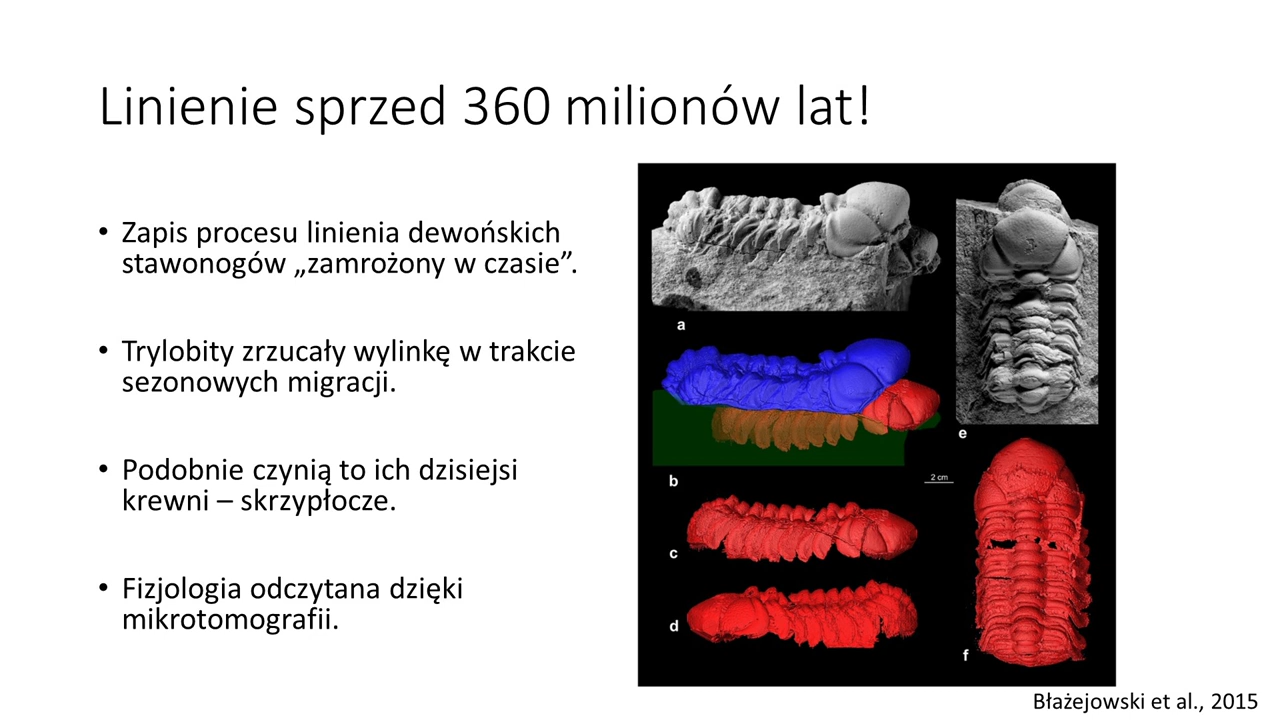 Linienie sprzed 360 milionów lat!
• Zapis procesu linienia dewońskich
stawonogów „zamrożony w czasie”.
• Trylobity zrzucały wylinkę w trakcie
sezonowych migracji.
• Podobnie czynią to ich dzisiejsi
krewni – skrzypłocze.
• Fizjologia odczytana dzięki
mikrotomografii.
a
b
c
d
e
f
2 cm
Błażejowski et al., 2015